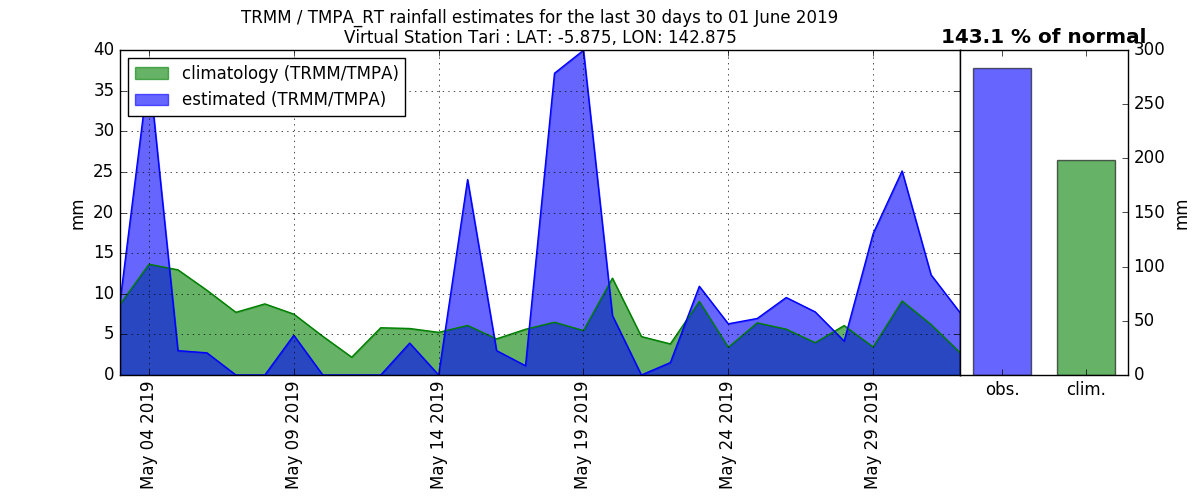 TRMM / TMPA_RT rainfall estimates for the last 30 days to 01 June 2019
Virtual Station Tari : LAT: -5.875, LON: 142.875
143.1 % of normal
climatology (TRMM/TMPA)
estimated (TRMM/TMPA)
40
35
30
25
20
15
10
5
0
mm
May 04 2019
May 09 2019
May 14 2019
May 19 2019
May 24 2019
May 29 2019
300
250
200
150
100
50
0
mm
obs.
clim.